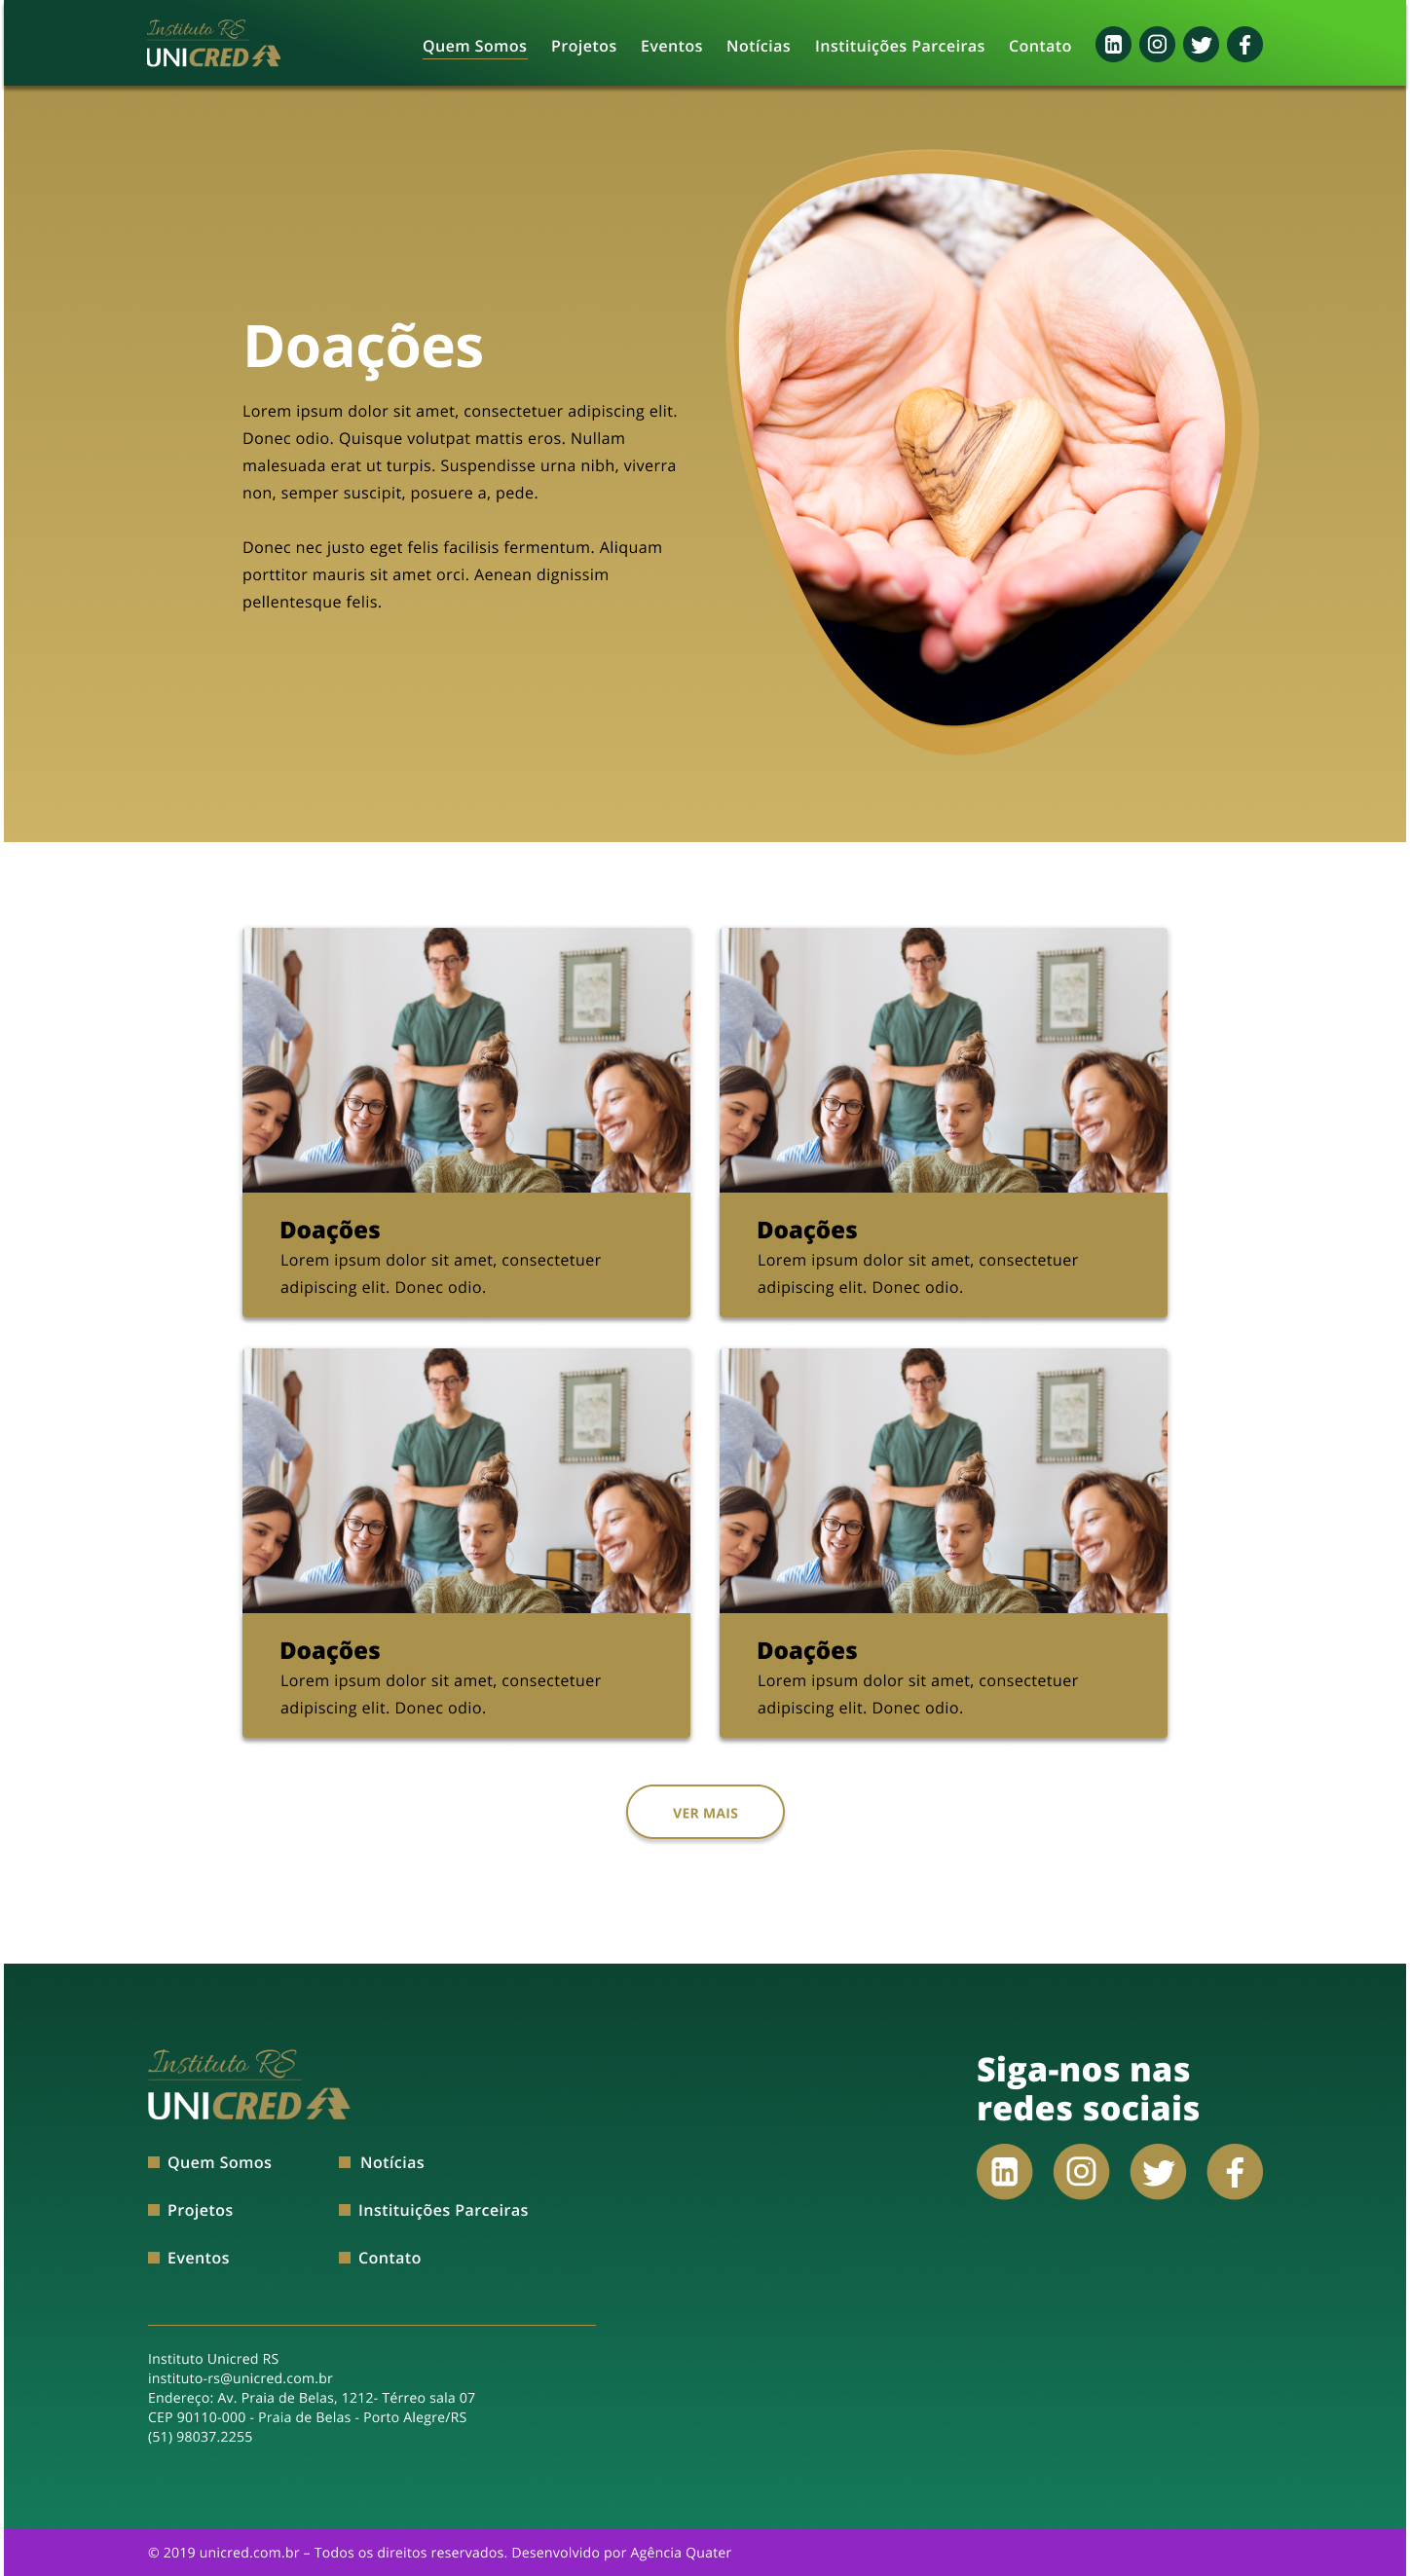 Instituto RS
UNICRED
Quem Somos Projetos Eventos Notícias Instituições Parceiras Contato
Doações
Lorem ipsum dolor sit amet, consectetuer adipiscing elit.
Donec odio. Quisque volutpat mattis eros. Nullam
malesuada erat ut turpis. Suspendisse urna nibh, viverra
non, semper suscipit, posuere a, pede.
Donec nec justo eget felis facilisis fermentum. Aliquam
porttitor mauris sit amet orci. Aenean dignissim
pellentesque felis.
Doações
Lorem ipsum dolor sit amet, consectetuer
adipiscing elit. Donec odio.
Doações
Lorem ipsum dolor sit amet, consectetuer
adipiscing elit. Donec odio.
Doações
Lorem ipsum dolor sit amet, consectetuer
adipiscing elit. Donec odio.
Doações
Lorem ipsum dolor sit amet, consectetuer
adipiscing elit. Donec odio.
VER MAIS
Instituto RS
UNICRED
Quem Somos
Projetos
Eventos
Notícias
Instituições Parceiras
Contato
Siga-nos nas
redes sociais
Instituto Unicred RS
instituto-rs@unicred.com.br
Endereço: Av. Praia de Belas, 1212- Térreo sala 07
CEP 90110-000 - Praia de Belas - Porto Alegre/RS
(51) 98037.2255
© 2019 unicred.com.br – Todos os direitos reservados. Desenvolvido por Agência Quater